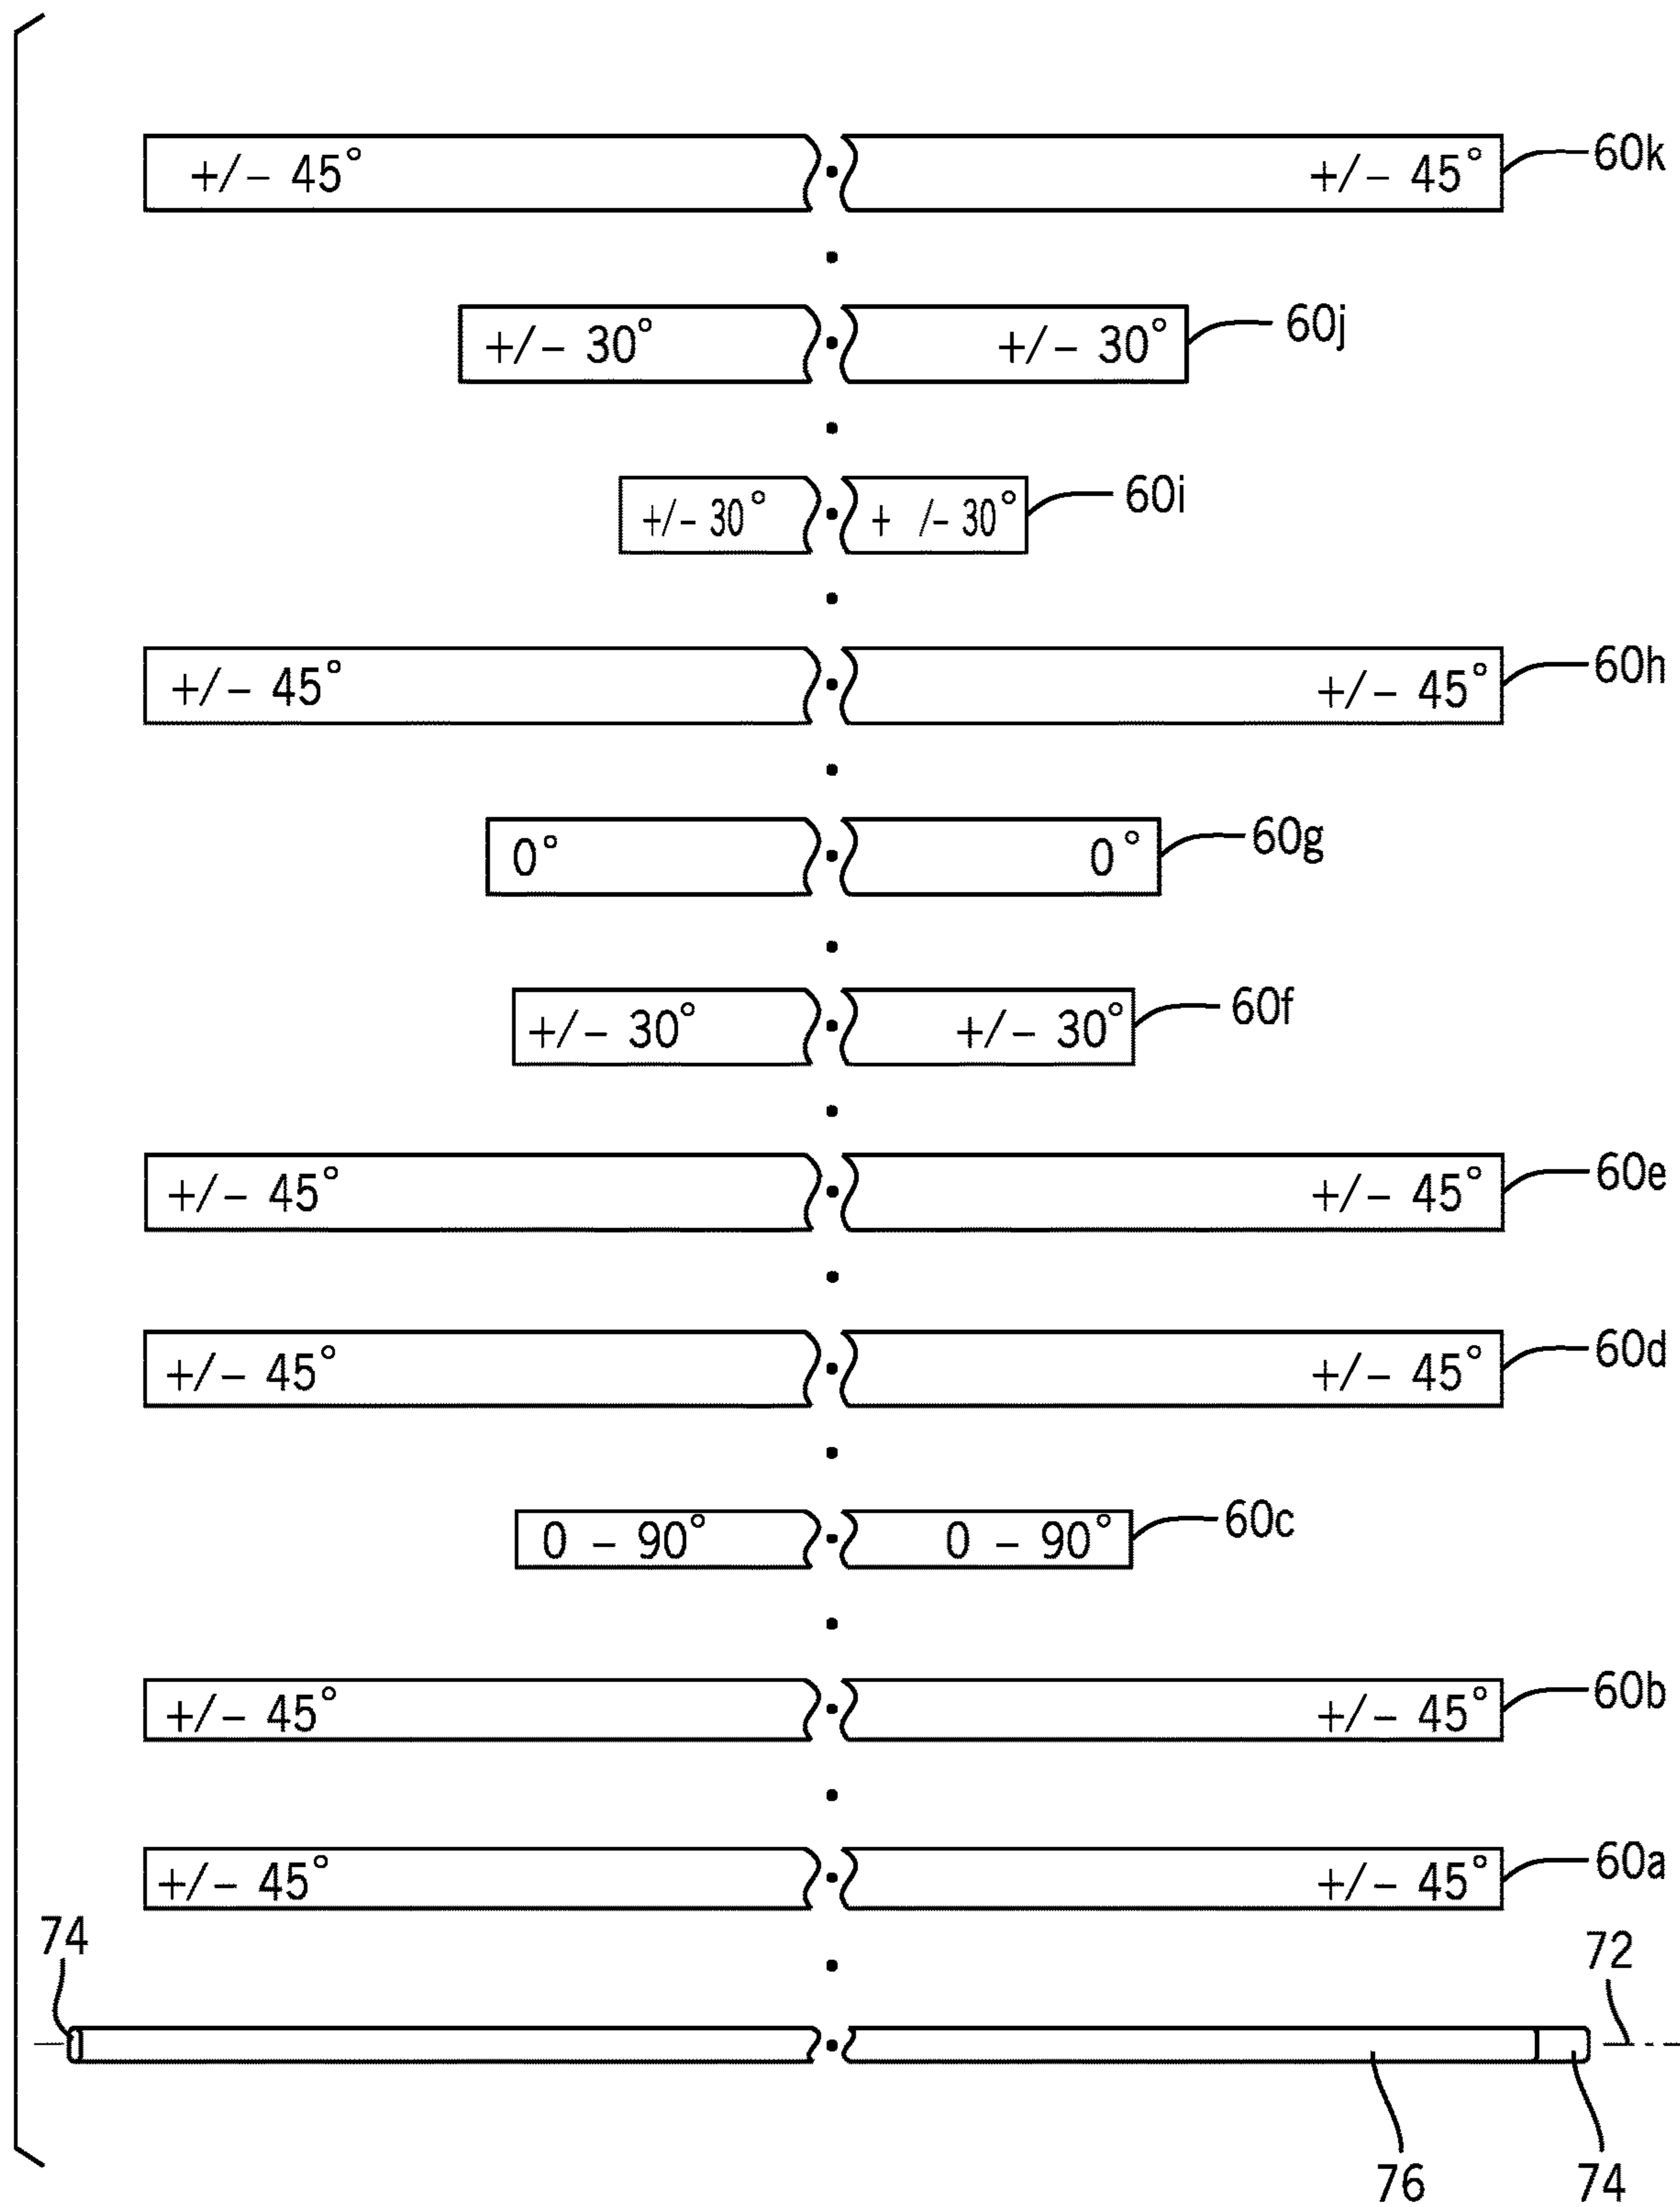 +/– 45° +/– 45° 60k
+/– 30° +/– 30° 60j
+/– 30° + /– 30° 60i
+/– 45° +/– 45° 60h
0° 0° 60g
+/– 30° +/– 30° 60f
+/– 45° +/– 45° 60e
+/– 45° +/– 45° 60d
0 – 90° 0 – 90° 60c
+/– 45° +/– 45° 60b
+/– 45° +/– 45° 60a
74 72
76 74